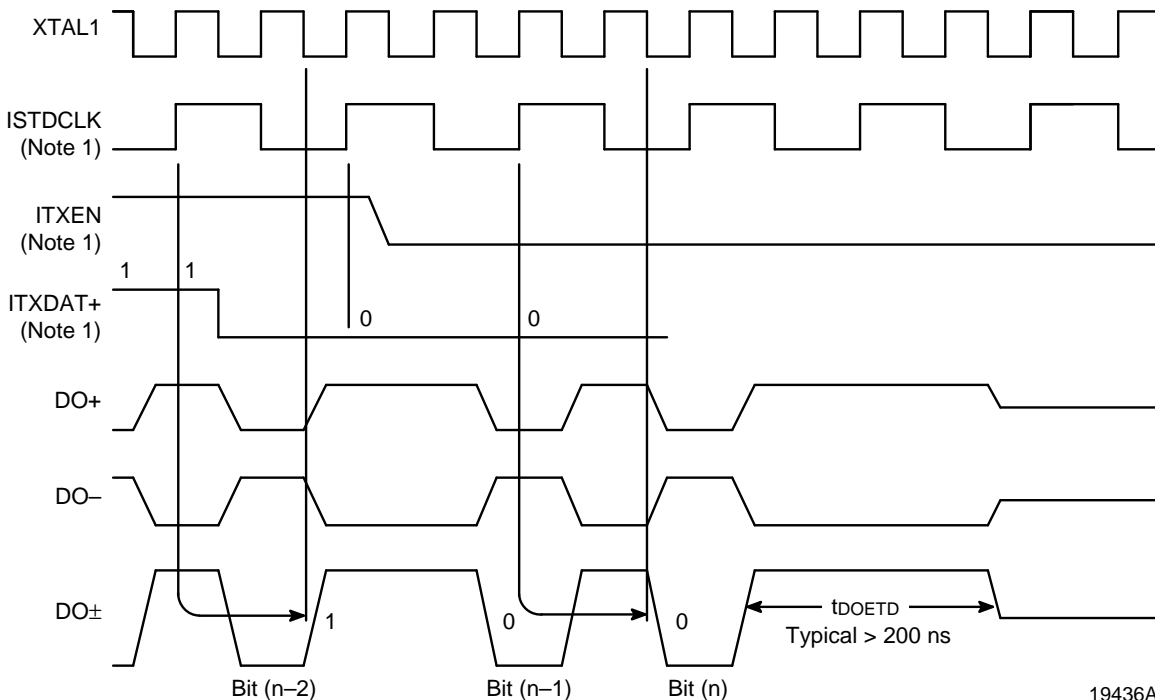 XTAL1
ISTDCLK
(Note 1)
ITXEN
(Note 1)
1 1
ITXDAT+
(Note 1)
0 0
DO+
DO–
DO±
1 0 0
tDOETD
Typical > 200 ns
Bit (n–2) Bit (n–1) Bit (n)
19436A